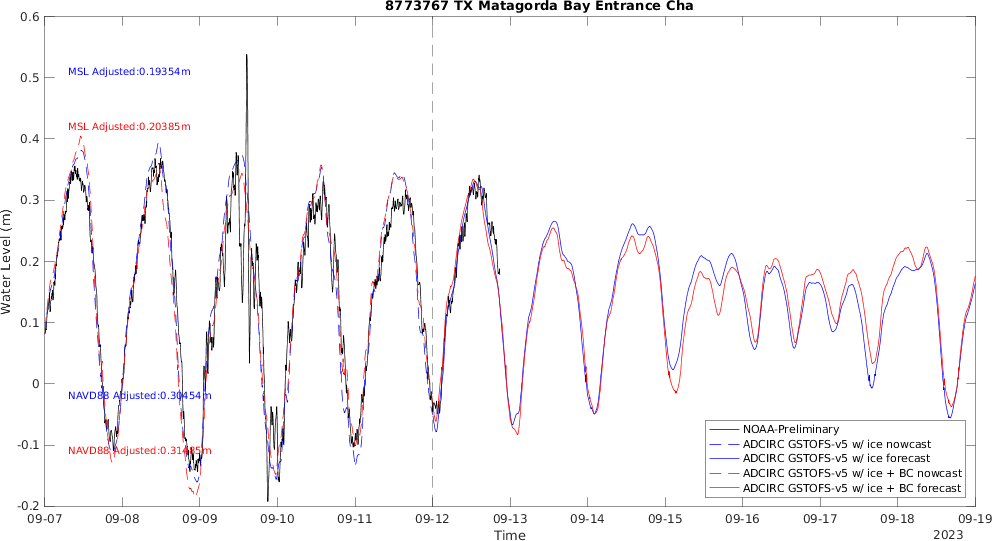 8773767 TX Matagorda Bay Entrance Cha
0.6
0.5
0.4
0.3
0.2
0.1
0
-0.1
-0.2
Water Level (m)
MSL Adjusted:0.19354m
MSL Adjusted:0.20385m
NAVD88 Adjusted:0.30454m
NAVD88 Adjusted:0.31485m
NOAA-Preliminary
ADCIRC GSTOFS-v5 w/ ice nowcast
ADCIRC GSTOFS-v5 w/ ice forecast
ADCIRC GSTOFS-v5 w/ ice + BC nowcast
ADCIRC GSTOFS-v5 w/ ice + BC forecast
09-07 09-08 09-09 09-10 09-11 09-12 09-13 09-14 09-15 09-16 09-17 09-18 09-19
Time
2023